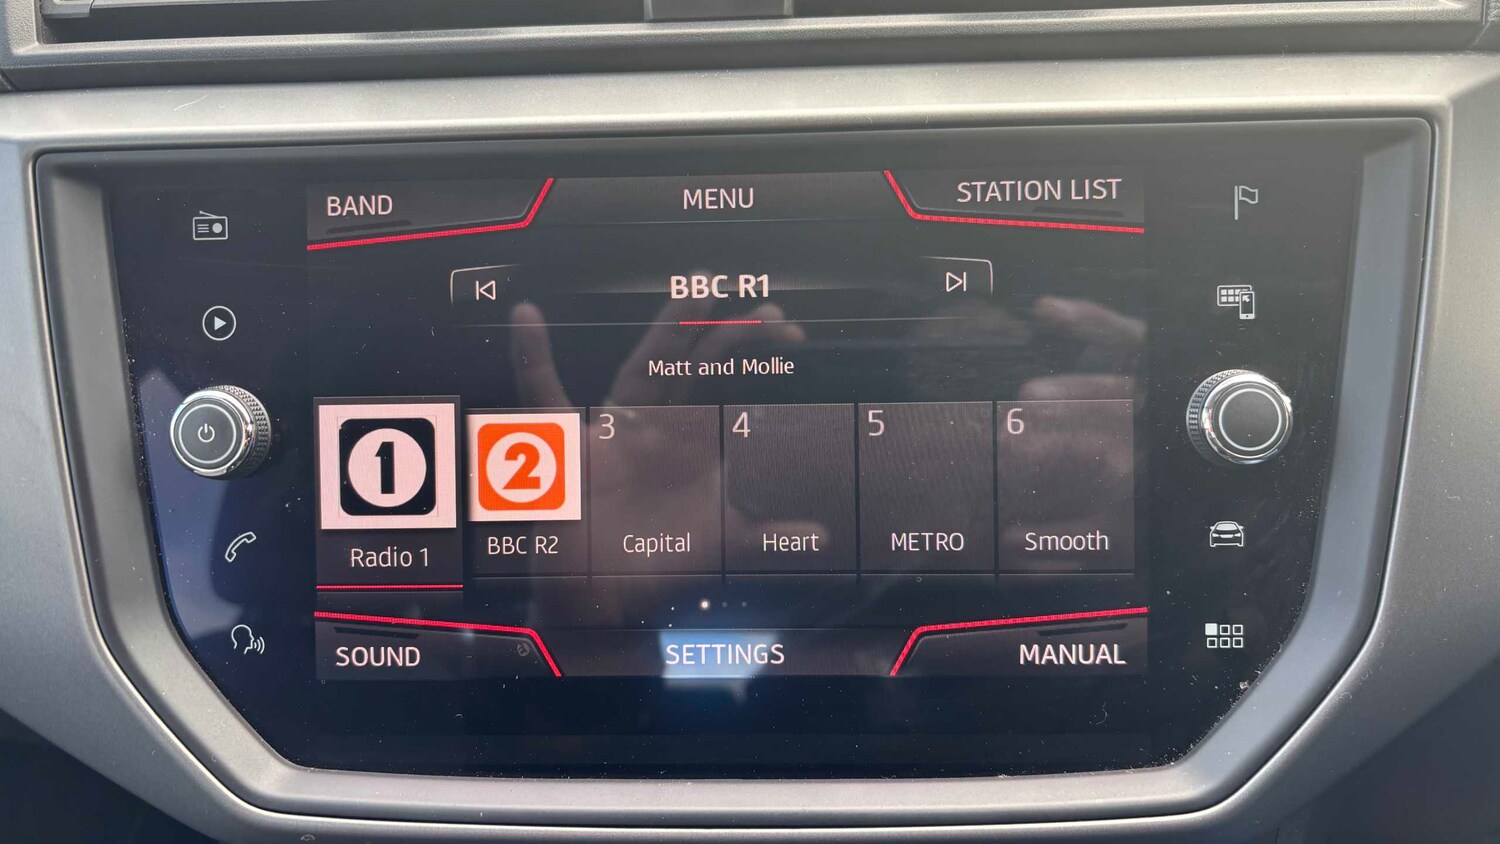 BAND
MENU
STATION LIST
BBC R1
Matt and Mollie
1
2
3
4
5
6
Radio 1
BBC R2
Capital
Heart
METRO
Smooth
SOUND
SETTINGS
MANUAL